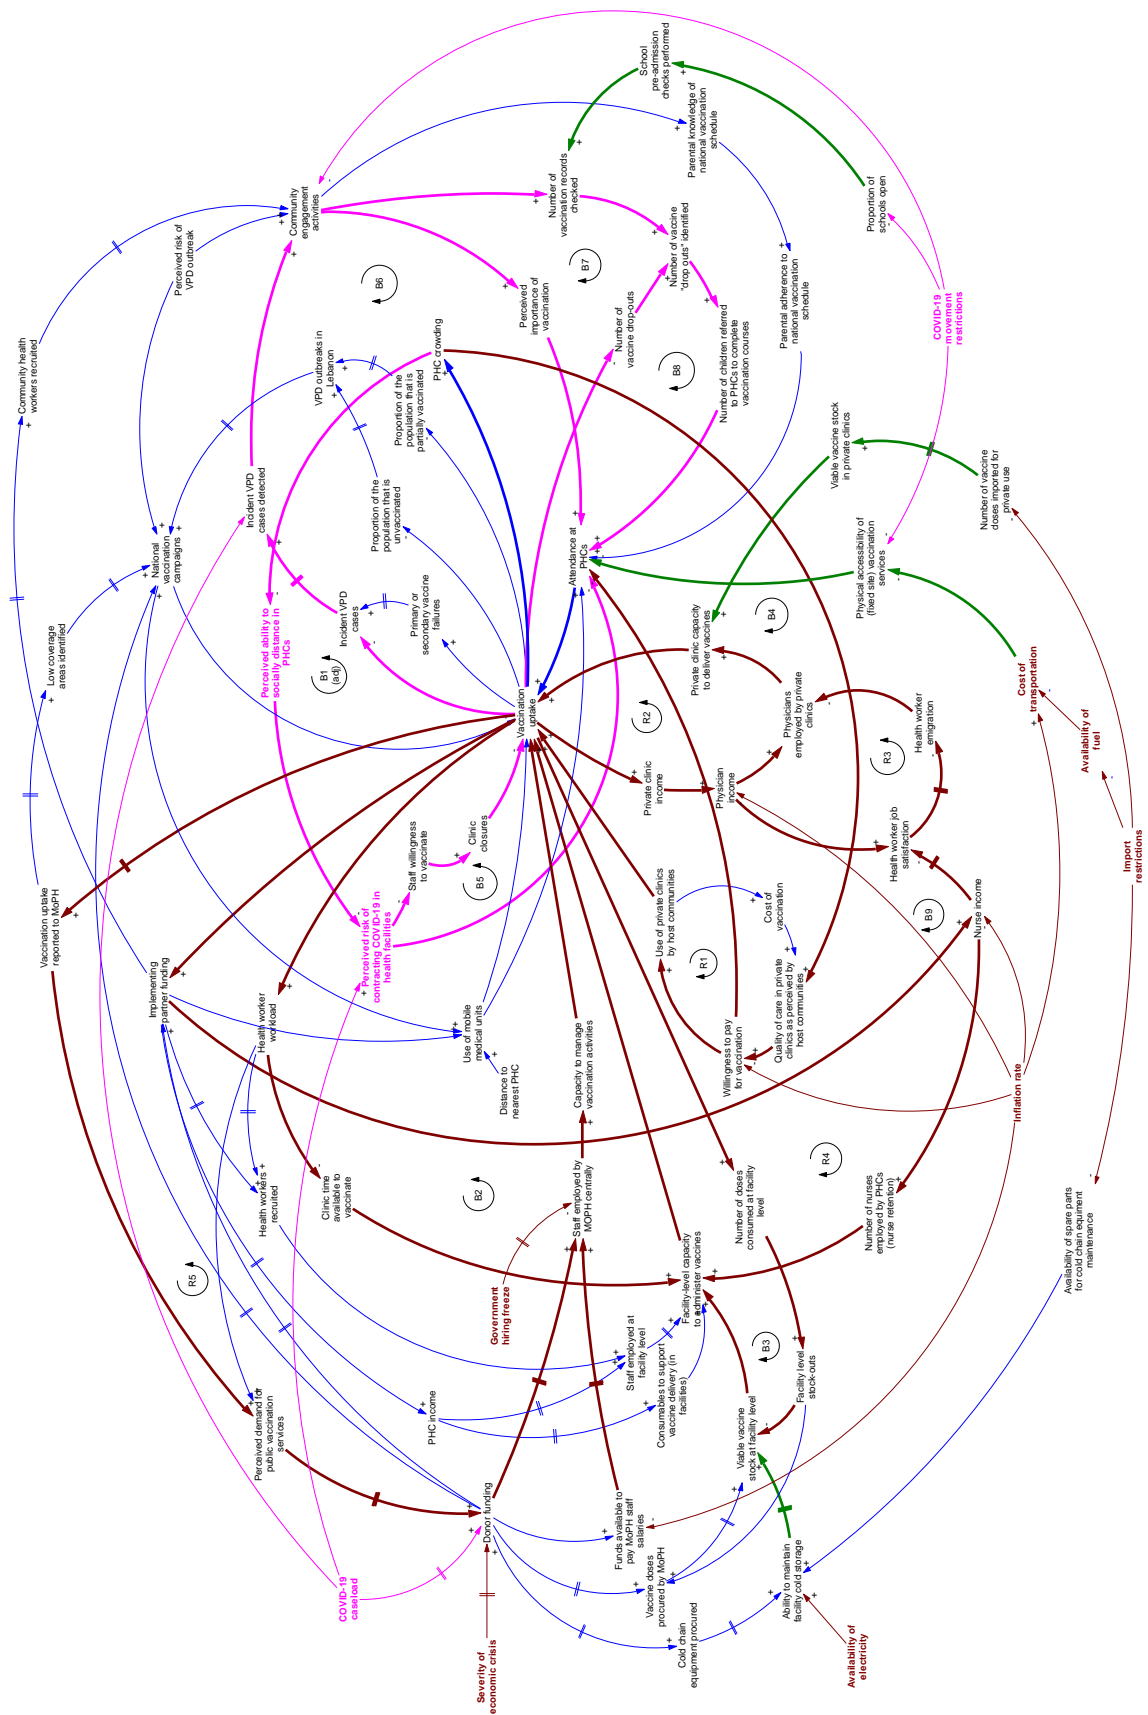 Community health
workers recruited
Perceived risk of
VPD outbreak
Community
engagement
activities
School
pre-admission
checks performed
Parental knowledge of
national vaccination
schedule
Number of
vaccination records
checked
Proportion of
schools open
Number of vaccine
"drop outs" identified
Parental adherence to
national vaccination
schedule
COVID-19
movement
restrictions
B6
B7
B8
Perceived
importance of
vaccination
Number of
vaccine drop-outs
Number of children referred
to PHCs to complete
vaccination courses
PHC crowding
VPD outbreaks in
Lebanon
Proportion of the
population that is
partially vaccinated
Proportion of the
population that is
unvaccinated
Viable vaccine stock
in private clinics
Number of vaccine
doses imported for
private use
Low coverage
areas identified
National
vaccination
campaigns
Incident VPD
cases detected
Incident VPD
cases
Primary or
secondary vaccine
failures
Attendance at
PHCs
Physical accessibility of
(fixed site) vaccination
services
Perceived ability to
socially distance in
PHCs
B1
(adj)
Vaccination
uptake
Private clinic capacity
to deliver vaccines
B4
R2
Physicians
employed by private
clinics
Health worker
emigration
R3
Cost of
transportation
Availability of
fuel
Import
restrictions
Private clinic
income
Physician
income
Health worker job
satisfaction
Staff willingness
to vaccinate
Clinic
closures
B5
Vaccination uptake
reported to MoPH
Perceived risk of
contracting COVID-19 in
health facilities
Use of private clinics
by host communities
Cost of
vaccination
R1
B9
Nurse income
Implementing
partner funding
Health worker
workload
Use of mobile
medical units
Distance to
nearest PHC
Capacity to manage
vaccination activities
Willingness to pay
for vaccination
Quality of care in private
clinics as perceived by
host communities
Inflation rate
Health workers
recruited
Clinic time
available to
vaccinate
B2
Staff employed by
MOPH centrally
Number of doses
consumed at facility
level
R4
Number of nurses
employed by PHCs
(nurse retention)
Availability of spare parts
for cold chain equiment
maintenance
R5
Government
hiring freeze
Facility-level capacity
to administer vaccines
Staff employed at
facility level
Consumables to support
vaccine delivery (in
facilities)
B3
Facility level
stock-outs
Viable vaccine
stock at facility level
Perceived demand for
public vaccination
services
PHC income
Donor funding
Funds available to
pay MoPH staff
salaries
Vaccine doses
procured by MoPH
Ability to maintain
facility cold storage
COVID-19
caseload
Cold chain
equipment procured
Severity of
economic crisis
Availability of
electricity